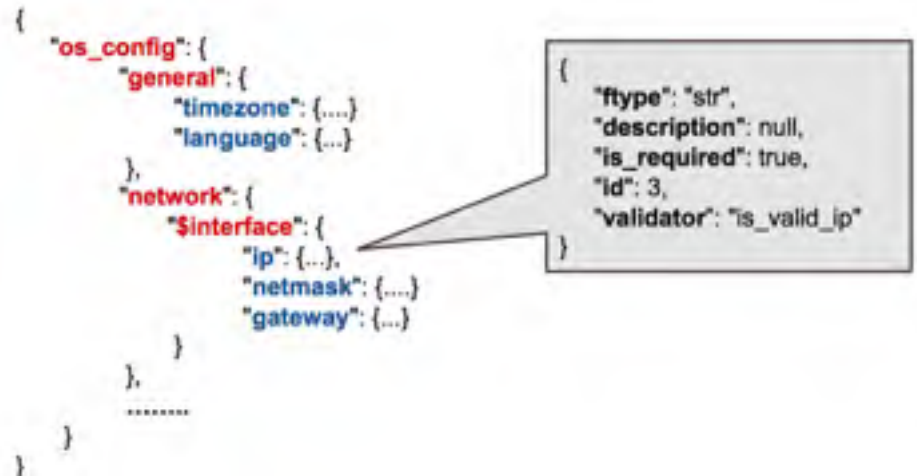 {
"os_config": {
"general": {
"timezone": {....}
"language": {...}
},
"network": {
"$interface": {
"ip": {...},
"netmask": {....}
"gateway": {...}
}
},
........
}
}
{
"ftype": "str",
"description": null,
"is_required": true,
"id": 3,
"validator": "is_valid_ip"
}